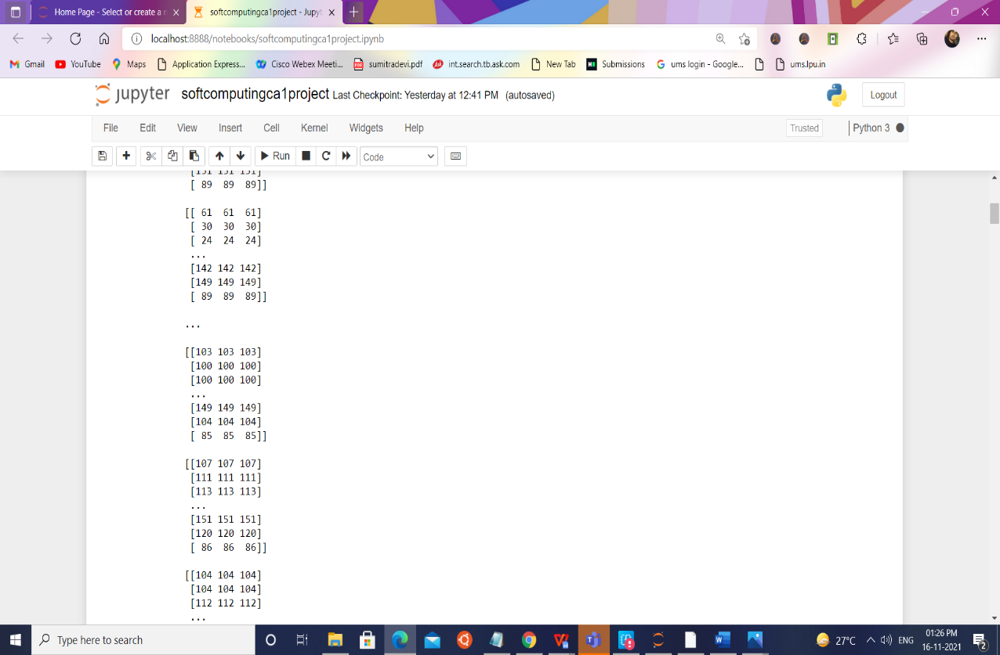 Home Page - Select or create a n
softcomputingca1project - Jupyt
localhost:8888/notebooks/softcomputingca1project.ipynb
Gmail YouTube Maps Application Express... Cisco Webex Meeti... sumitradevi.pdf int.search.tb.ask.com New Tab Submissions ums login - Google... ums.lpu.in
jupyter softcomputingca1project Last Checkpoint: Yesterday at 12:41 PM (autosaved)
Logout
File Edit View Insert Cell Kernel Widgets Help
Trusted Python 3
Run Code
[151 151 151]
[ 89 89 89]]
[[ 61 61 61]
[ 30 30 30]
[ 24 24 24]
...
[142 142 142]
[149 149 149]
[ 89 89 89]]
...
[[103 103 103]
[100 100 100]
[100 100 100]
...
[149 149 149]
[104 104 104]
[ 85 85 85]]
[[107 107 107]
[111 111 111]
[113 113 113]
...
[151 151 151]
[120 120 120]
[ 86 86 86]]
[[104 104 104]
[104 104 104]
[112 112 112]
...
Type here to search
27°C ENG
01:26 PM
16-11-2021
2